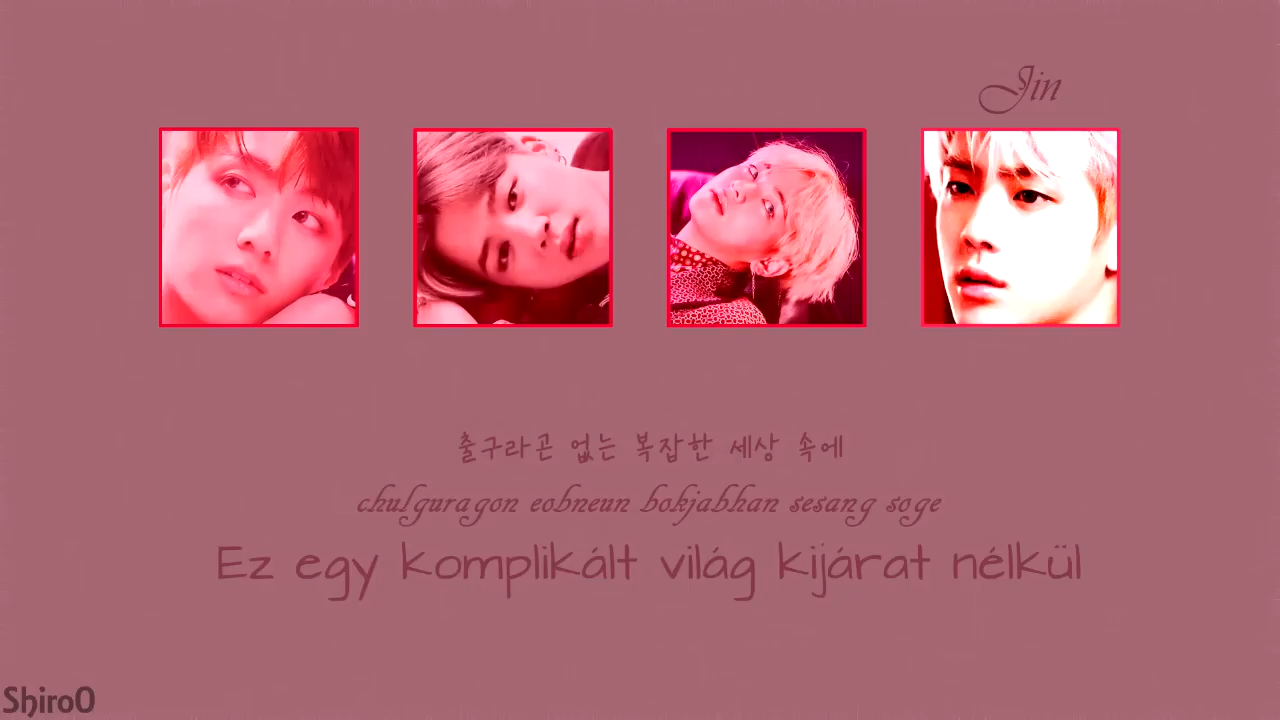 Jin
출구라곤 없는 복잡한 세상 속에
chulguragon eobneun bokjabhan sesang soge
Ez egy komplikált világ kijárat nélkül
ShiroO